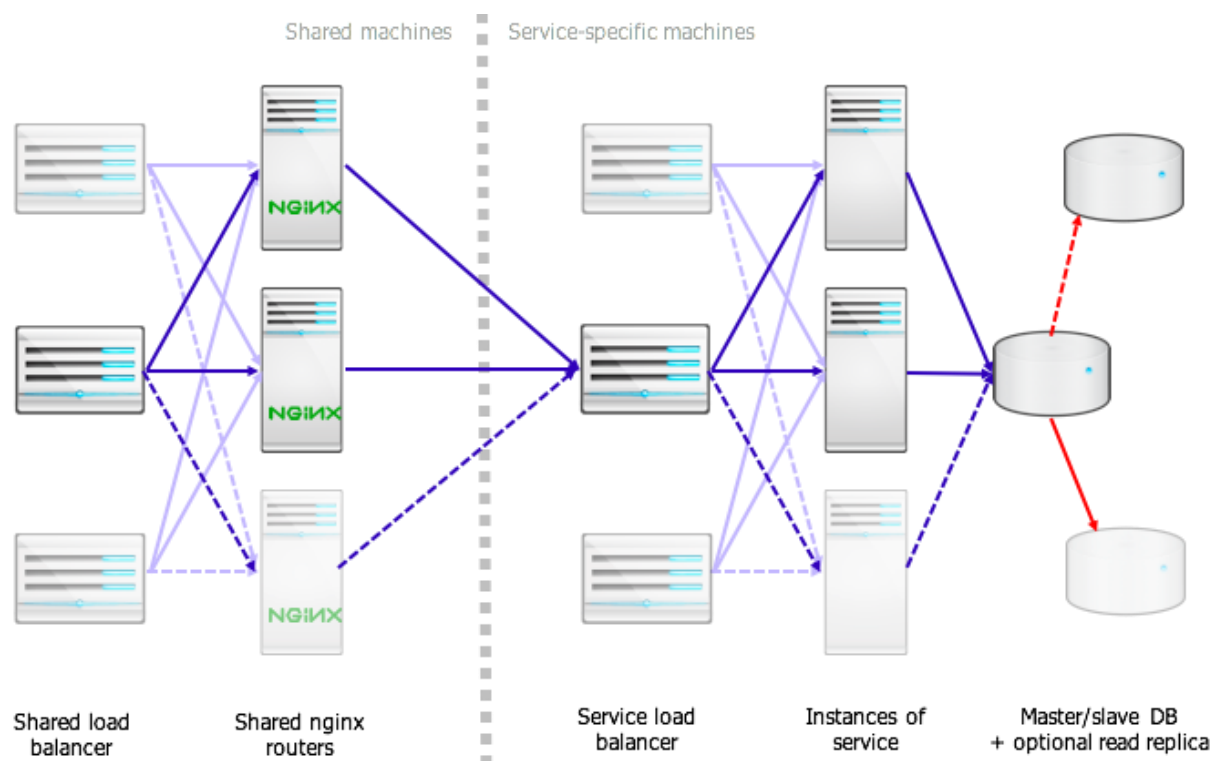 Shared machines
Service-specific machines
NGiNX
NGiNX
NGiNX
Shared load
balancer
Shared nginx
routers
Service load
balancer
Instances of
service
Master/slave DB
+ optional read replica